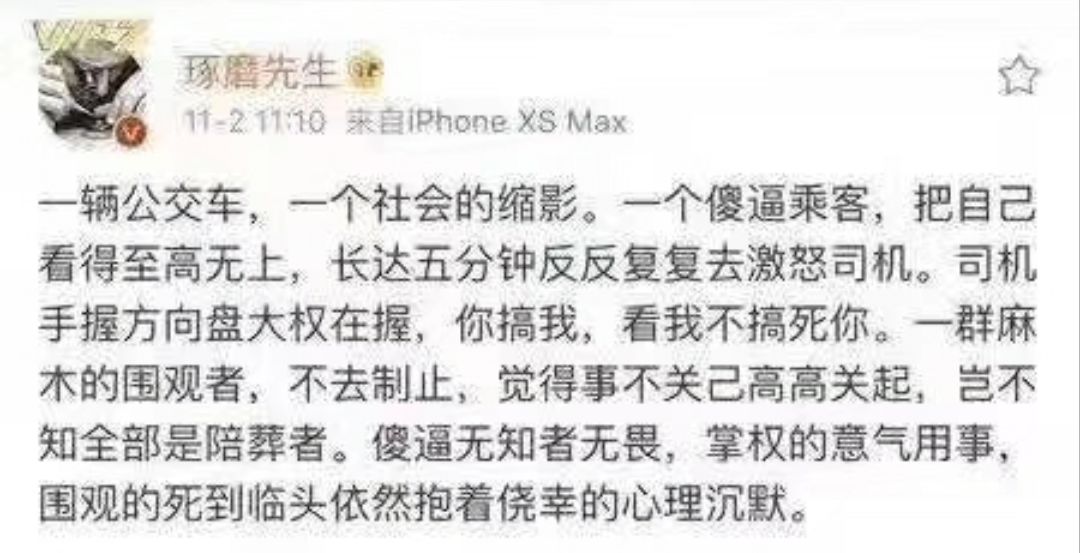 琢磨先生
11-2 11:10 来自iPhone XS Max
一辆公交车，一个社会的缩影。一个傻逼乘客，把自己
看得至高无上，长达五分钟反反复复去激怒司机。司机
手握方向盘大权在握，你搞我，看我不搞死你。一群麻
木的围观者，不去制止，觉得事不关己高高关起，岂不
知全部是陪葬者。傻逼无知者无畏，掌权的意气用事，
围观的死到临头依然抱着侥幸的心理沉默。